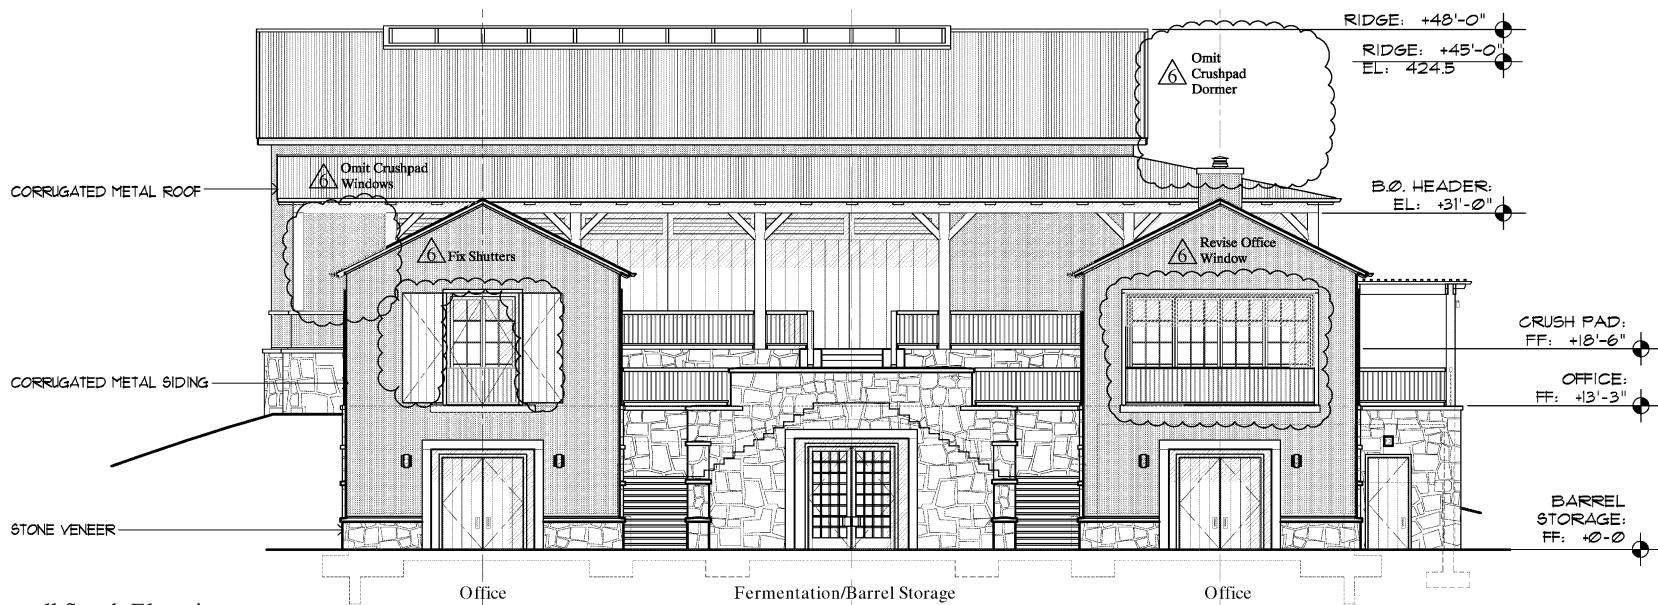 RIDGE: +48'-0"
RIDGE: +45'-0"
EL: 424.5
6
Omit
Crushpad
Dormer
6
Omit Crushpad
Windows
CORRUGATED METAL ROOF
B.O. HEADER:
EL: +31'-0"
6
Fix Shutters
6
Revise Office
Window
CRUSH PAD:
FF: +18'-6"
CORRUGATED METAL SIDING
OFFICE:
FF: +13'-3"
BARREL
STORAGE:
FF: +0-0
STONE VENEER
Office
Fermentation/Barrel Storage
Office